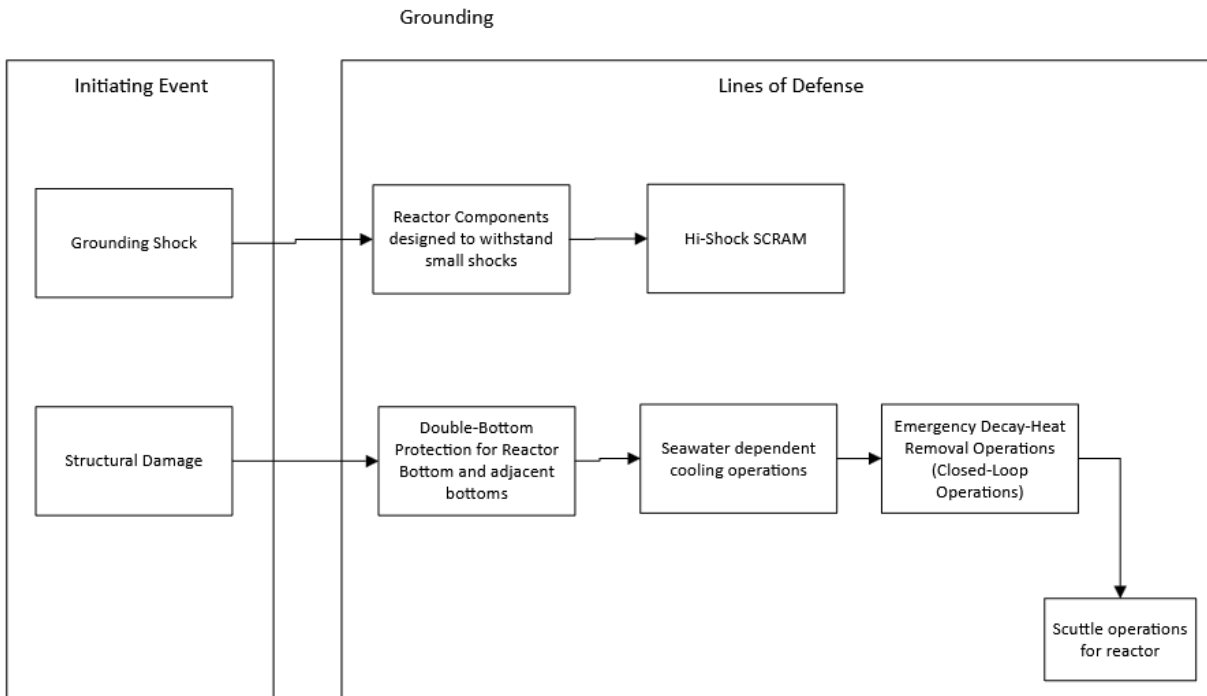 Grounding
Initiating Event
Lines of Defense
Grounding Shock
Reactor Components
designed to withstand
small shocks
Hi-Shock SCRAM
Structural Damage
Double-Bottom
Protection for Reactor
Bottom and adjacent
bottoms
Seawater dependent
cooling operations
Emergency Decay-Heat
Removal Operations
(Closed-Loop
Operations)
Scuttle operations
for reactor